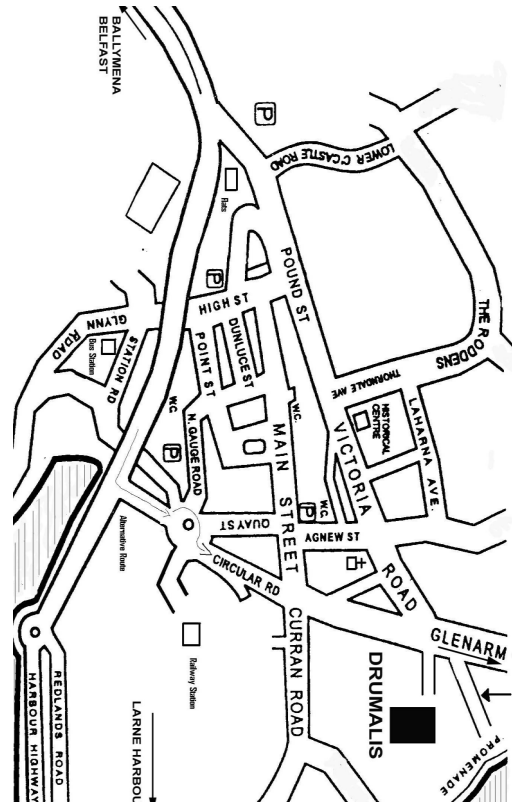 BALLYMENA
BELFAST
P
LOWER C'CASTLE ROAD
Flats
POUND ST
THE RODDENS
P
HIGH ST
GLYNN ROAD
Bus Station
STATION RD
POINT ST
DUNLUCE ST
THORNDALE AVE
LAHARNA AVE.
HISTORICAL
CENTRE
W.C.
W.C.
W.C.
P
P
N. GAUGE ROAD
MAIN STREET
VICTORIA ROAD
QUAY ST
AGNEW ST
Alternative Route
CIRCULAR RD
CURRAN ROAD
GLENARM
DRUMALIS
PROMENADE
Railway Station
REDLANDS ROAD
HARBOUR HIGHWAY
LARNE HARBOU